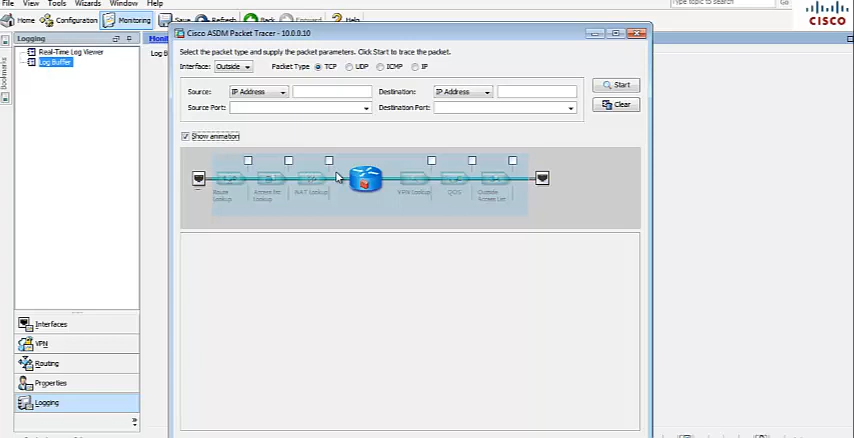 File View Tools Wizards Window Help
Type topic to search Go
Home Configuration Monitoring Save Refresh Back Forward Help
CISCO
Logging
Real-Time Log Viewer
Log Buffer
Bookmarks
Cisco ASDM Packet Tracer - 10.0.0.10
Select the packet type and supply the packet parameters. Click Start to trace the packet.
Interface: Outside Packet Type TCP UDP ICMP IP
Source: IP Address Destination: IP Address Start
Source Port: Destination Port: Clear
Show animation
Route Lookup
Access list Lookup
NAT Lookup
VPN Lookup
QOS
Outside Access List
Interfaces
VPN
Routing
Properties
Logging